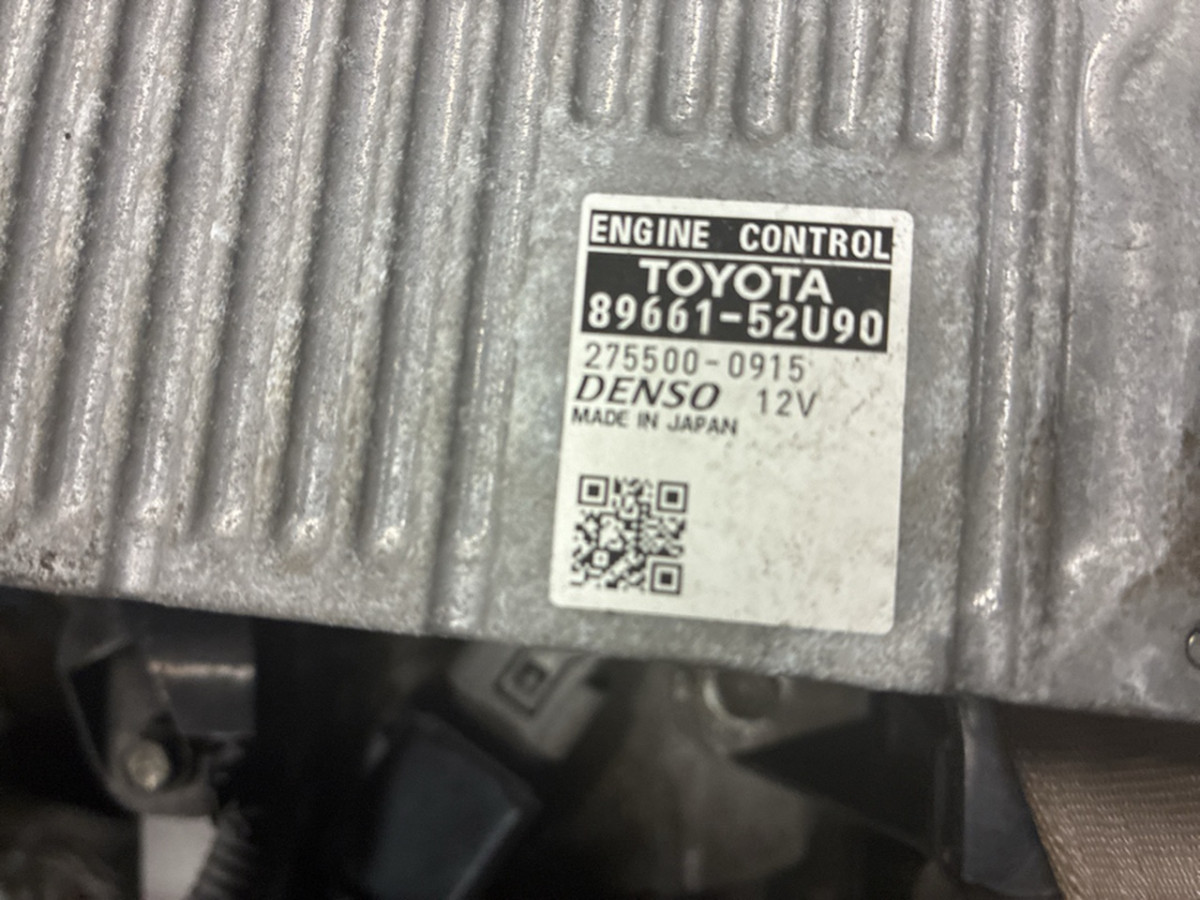 ENGINE CONTROL
TOYOTA
89661-52U90
275500-0915
DENSO 12V
MADE IN JAPAN